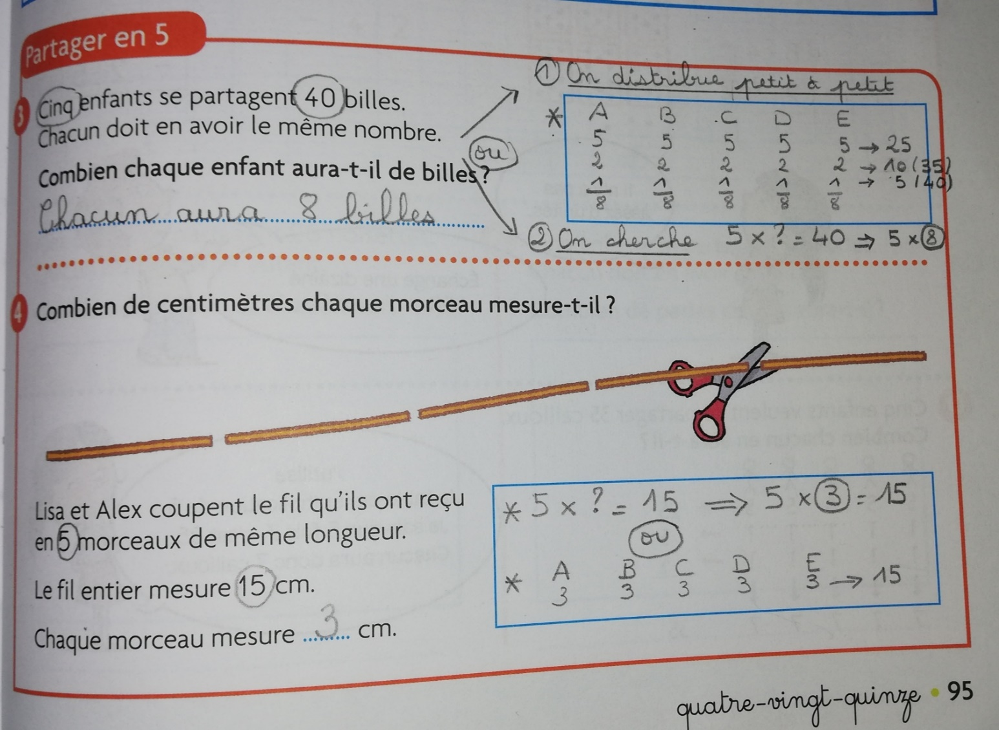 Partager en 5
3 Cinq enfants se partagent 40 billes.
Chacun doit en avoir le même nombre.
Combien chaque enfant aura-t-il de billes ?
Chacun aura 8 billes
ou
① On distribue petit à petit
* A B C D E
5 5 5 5 5 → 25
2 2 2 2 2 → 10 (35)
1 1 1 1 1 → 5 (40)
8 8 8 8 8
② On cherche 5 x ? = 40 ⇒ 5 x 8
4 Combien de centimètres chaque morceau mesure-t-il ?
Lisa et Alex coupent le fil qu'ils ont reçu
en 5 morceaux de même longueur.
Le fil entier mesure 15 cm.
Chaque morceau mesure 3 cm.
* 5 x ? = 15 ⇒ 5 x 3 = 15
ou
* A B C D E
3 3 3 3 3 → 15
quatre-vingt-quinze • 95